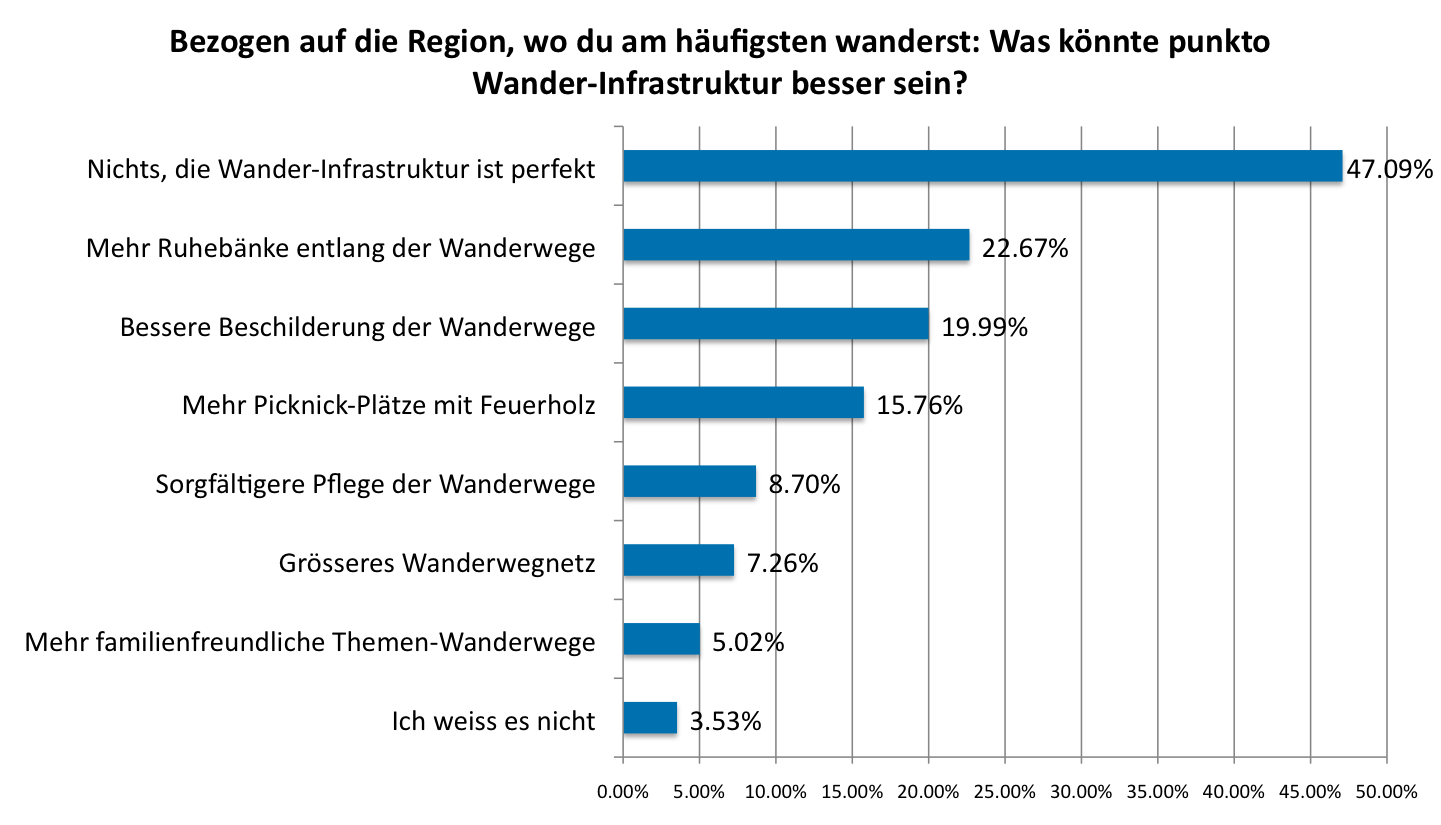 Bezogen auf die Region, wo du am häufigsten wanderst: Was könnte punkto
Wander-Infrastruktur besser sein?
Nichts, die Wander-Infrastruktur ist perfekt 47.09%
Mehr Ruhebänke entlang der Wanderwege 22.67%
Bessere Beschilderung der Wanderwege 19.99%
Mehr Picknick-Plätze mit Feuerholz 15.76%
Sorgfältigere Pflege der Wanderwege 8.70%
Grösseres Wanderwegnetz 7.26%
Mehr familienfreundliche Themen-Wanderwege 5.02%
Ich weiss es nicht 3.53%
0.00% 5.00% 10.00% 15.00% 20.00% 25.00% 30.00% 35.00% 40.00% 45.00% 50.00%